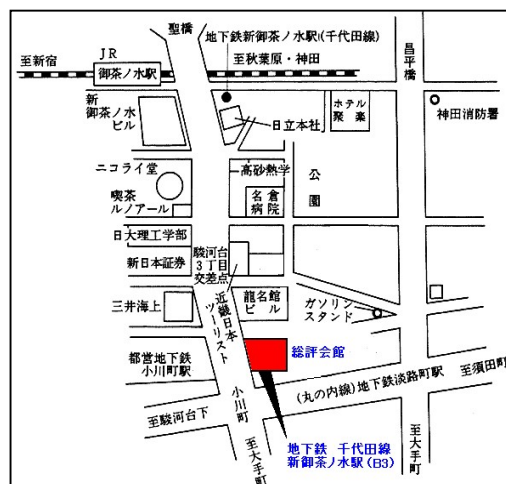 聖橋
地下鉄新御茶ノ水駅(千代田線)
JR
至新宿
御茶ノ水駅
至秋葉原・神田
昌平橋
新
御茶ノ水
ビル
日立本社
ホテル
聚楽
神田消防署
ニコライ堂
高砂熱学
公園
喫茶
ルノアール
名倉
病院
日大理工学部
新日本証券
駿河台
3丁目
交差点
三井海上
近畿日本
ツーリスト
龍名館
ビル
ガソリン
スタンド
都営地下鉄
小川町駅
総評会館
小川町
(丸の内線)地下鉄淡路町駅
至須田町
至駿河台下
至大手町
地下鉄 千代田線
新御茶ノ水駅(B3)
至大手町